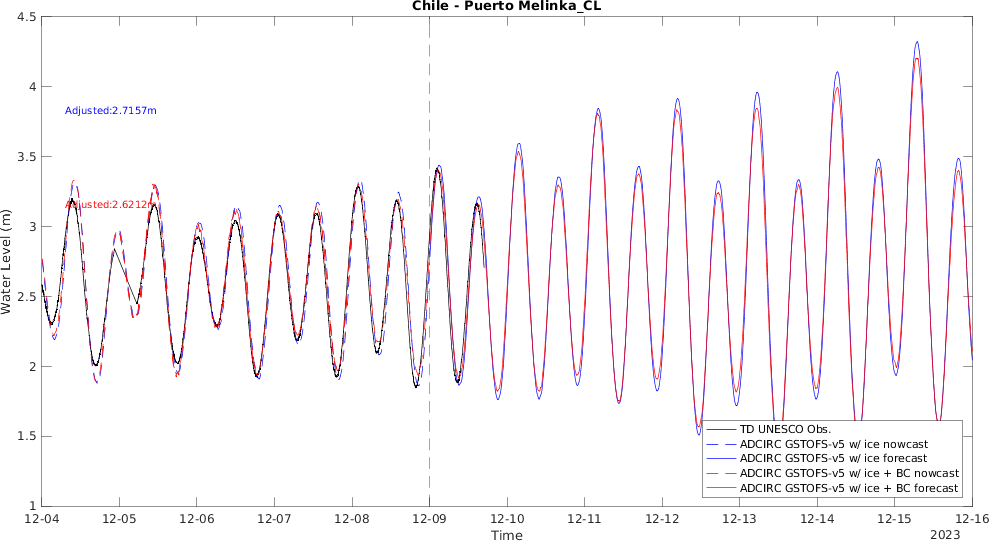 Chile - Puerto Melinka_CL
4.5
4
3.5
3
2.5
2
1.5
1
Water Level (m)
Adjusted:2.7157m
Adjusted:2.6212m
TD UNESCO Obs.
ADCIRC GSTOFS-v5 w/ ice nowcast
ADCIRC GSTOFS-v5 w/ ice forecast
ADCIRC GSTOFS-v5 w/ ice + BC nowcast
ADCIRC GSTOFS-v5 w/ ice + BC forecast
12-04 12-05 12-06 12-07 12-08 12-09 12-10 12-11 12-12 12-13 12-14 12-15 12-16
Time
2023